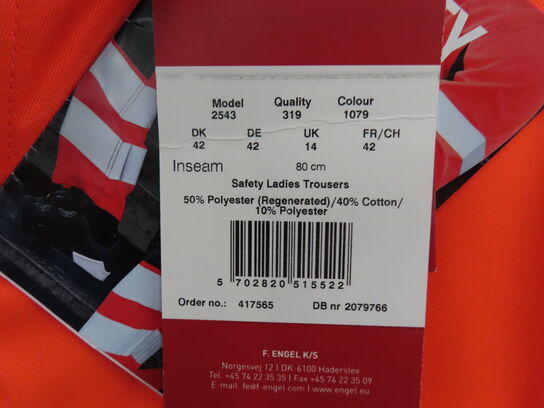 TY
Model Quality Colour
2543 319 1079
DK DE UK FR/CH
42 42 14 42
Inseam 80 cm
Safety Ladies Trousers
50% Polyester (Regenerated)/40% Cotton/
10% Polyester
5 702820 515522
Order no.: 417565 DB nr 2079766
F. ENGEL K/S
Norgesvej 12 | DK-6100 Haderslev
Tel. +45 74 22 35 35 | Fax +45 74 22 35 09
E-mail: fe@f-engel.com | www.engel.eu